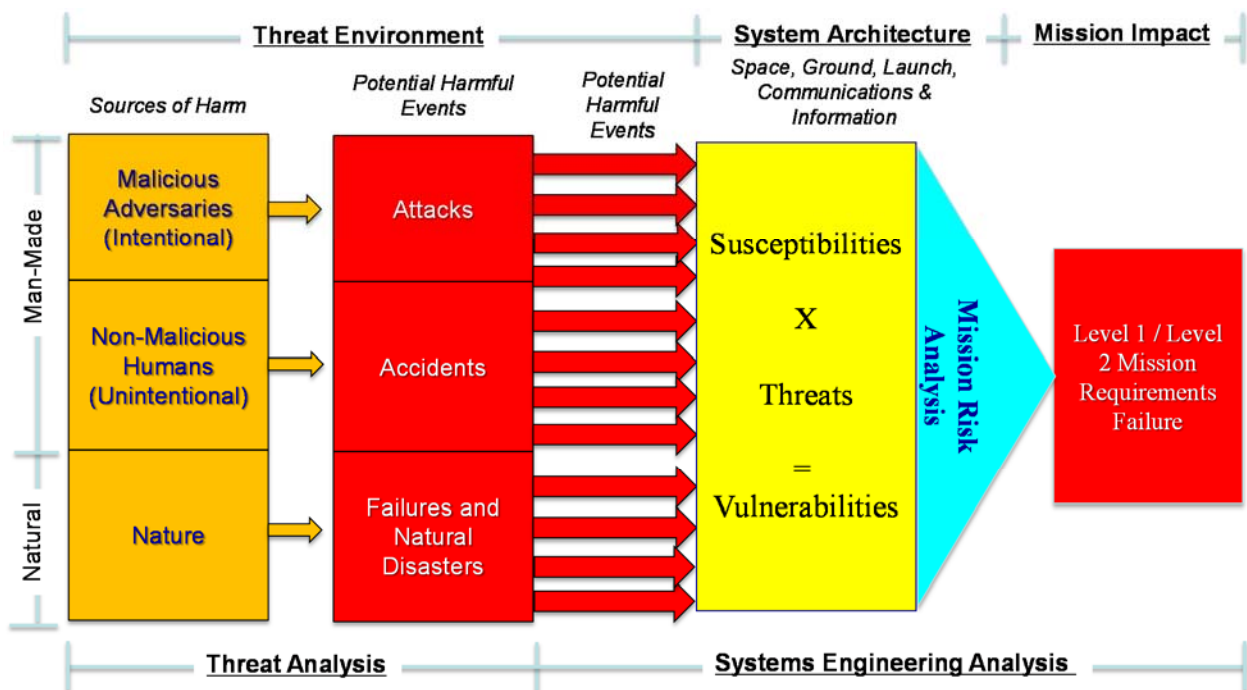 Threat Environment
System Architecture
Mission Impact
Sources of Harm
Potential Harmful
Events
Potential
Harmful
Events
Space, Ground, Launch,
Communications &
Information
Man-Made
Natural
Malicious
Adversaries
(Intentional)
Attacks
Non-Malicious
Humans
(Unintentional)
Accidents
Nature
Failures and
Natural
Disasters
Susceptibilities
X
Threats
=
Vulnerabilities
Mission Risk
Analysis
Level 1 / Level
2 Mission
Requirements
Failure
Threat Analysis
Systems Engineering Analysis